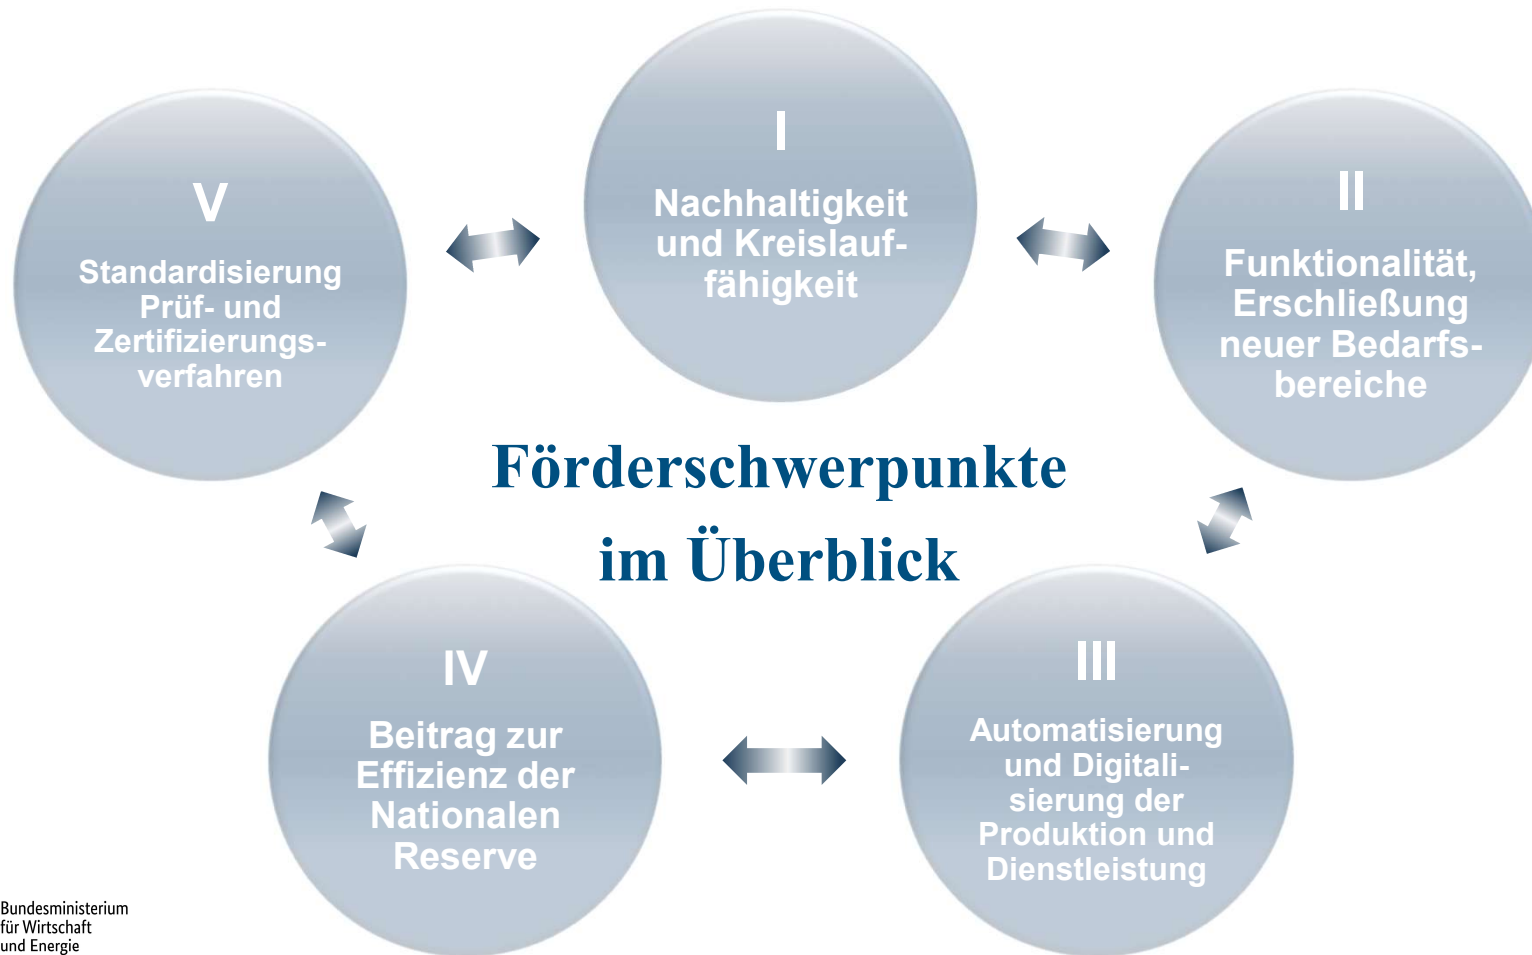 I
Nachhaltigkeit
und Kreislauf-
fähigkeit
II
Funktionalität,
Erschließung
neuer Bedarfs-
bereiche
III
Automatisierung
und Digitali-
sierung der
Produktion und
Dienstleistung
IV
Beitrag zur
Effizienz der
Nationalen
Reserve
V
Standardisierung
Prüf- und
Zertifizierungs-
verfahren
Förderschwerpunkte
im Überblick
Bundesministerium
für Wirtschaft
und Energie